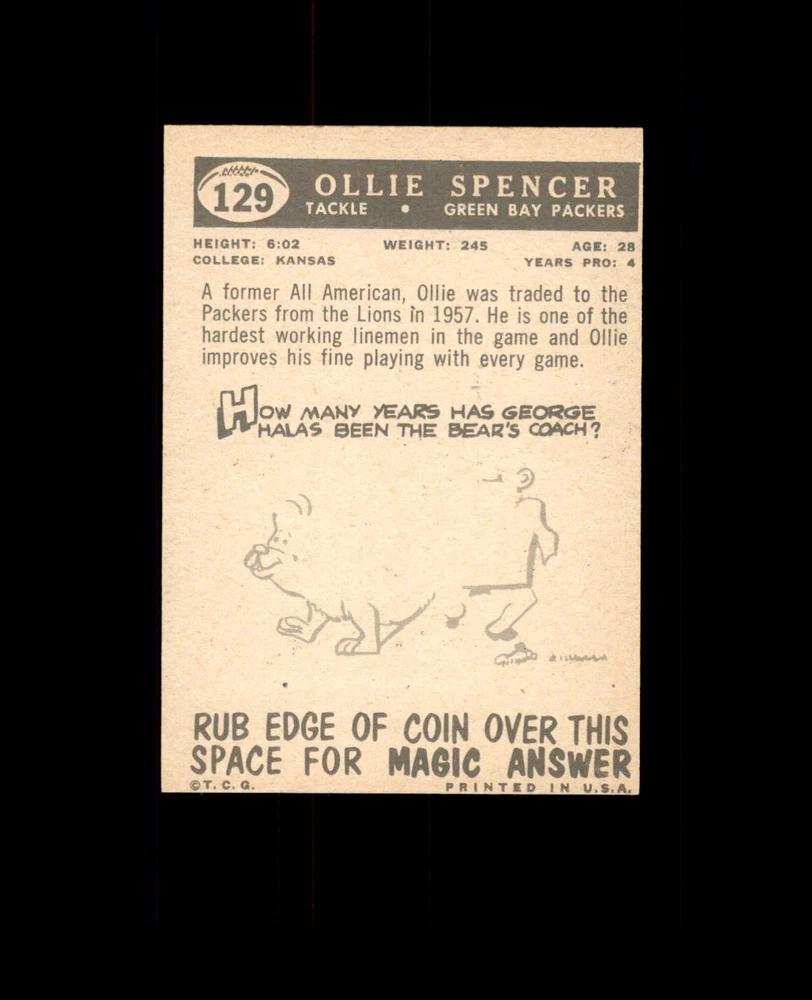 129
OLLIE SPENCER
TACKLE • GREEN BAY PACKERS
HEIGHT: 6:02 WEIGHT: 245 AGE: 28
COLLEGE: KANSAS YEARS PRO: 4
A former All American, Ollie was traded to the
Packers from the Lions in 1957. He is one of the
hardest working linemen in the game and Ollie
improves his fine playing with every game.
HOW MANY YEARS HAS GEORGE
HALAS BEEN THE BEAR'S COACH?
RUB EDGE OF COIN OVER THIS
SPACE FOR MAGIC ANSWER
©T. C. G. PRINTED IN U.S.A.